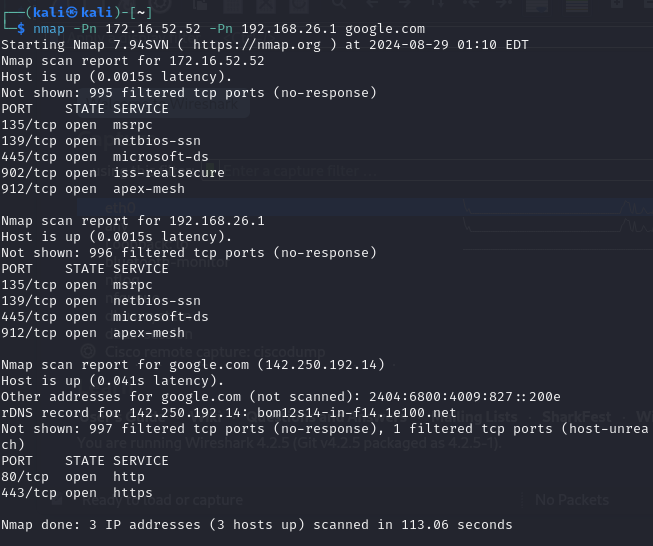 ┌──(kali㉿kali)-[~]
└─$ nmap -Pn 172.16.52.52 -Pn 192.168.26.1 google.com
Starting Nmap 7.94SVN ( https://nmap.org ) at 2024-08-29 01:10 EDT
Nmap scan report for 172.16.52.52
Host is up (0.0015s latency).
Not shown: 995 filtered tcp ports (no-response)
PORT    STATE SERVICE
135/tcp open  msrpc
139/tcp open  netbios-ssn
445/tcp open  microsoft-ds
902/tcp open  iss-realsecure
912/tcp open  apex-mesh
Nmap scan report for 192.168.26.1
Host is up (0.0015s latency).
Not shown: 996 filtered tcp ports (no-response)
PORT    STATE SERVICE
135/tcp open  msrpc
139/tcp open  netbios-ssn
445/tcp open  microsoft-ds
912/tcp open  apex-mesh
Cisco remote capture: ciscodump
Nmap scan report for google.com (142.250.192.14)
Host is up (0.041s latency).
Other addresses for google.com (not scanned): 2404:6800:4009:827::200e
rDNS record for 142.250.192.14: bom12s14-in-f14.1e100.net
Lists · SharkFest
Not shown: 997 filtered tcp ports (no-response), 1 filtered tcp ports (host-unrea
ch)
You are running Wireshark 4.2.5 (Git v4.2.5 packaged as 4.2.5-1).
PORT    STATE SERVICE
80/tcp  open  http
443/tcp open  https
Ready to load or capture
No Packets
Nmap done: 3 IP addresses (3 hosts up) scanned in 113.06 seconds